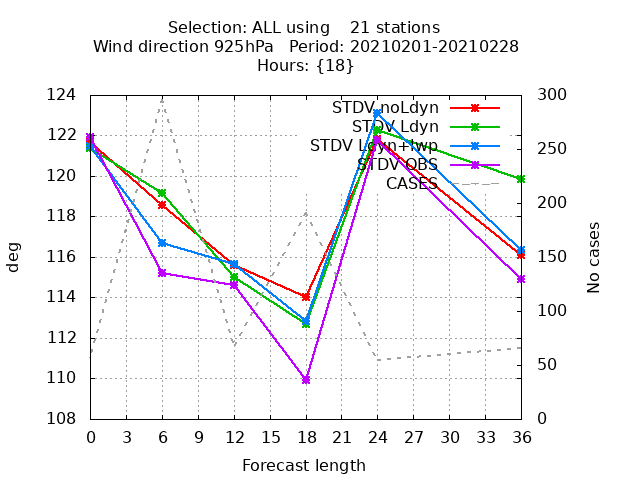 Selection: ALL using 21 stations
Wind direction 925hPa Period: 20210201-20210228
Hours: {18}
124
122
120
118
116
114
112
110
108
deg
300
250
200
150
100
50
0
No cases
STDV noLdyn
STDV Ldyn
STDV Ldyn+lwp
STDV OBS
CASES
0 3 6 9 12 15 18 21 24 27 30 33 36
Forecast length